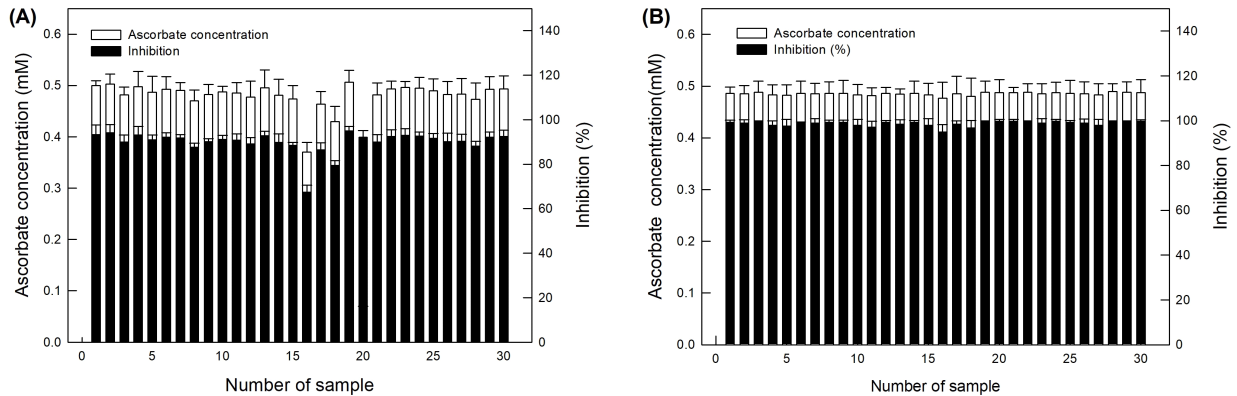 (A)
Ascorbate concentration
Inhibition
Ascorbate concentration (mM)
0.6
0.5
0.4
0.3
0.2
0.1
0.0
140
120
100
80
60
40
20
0
Inhibition (%)
0 5 10 15 20 25 30
Number of sample
(B)
Ascorbate concentration
Inhibition (%)
Ascorbate concentration(mM)
0.6
0.5
0.4
0.3
0.2
0.1
0.0
140
120
100
80
60
40
20
0
Inhibition (%)
0 5 10 15 20 25 30
Number of sample